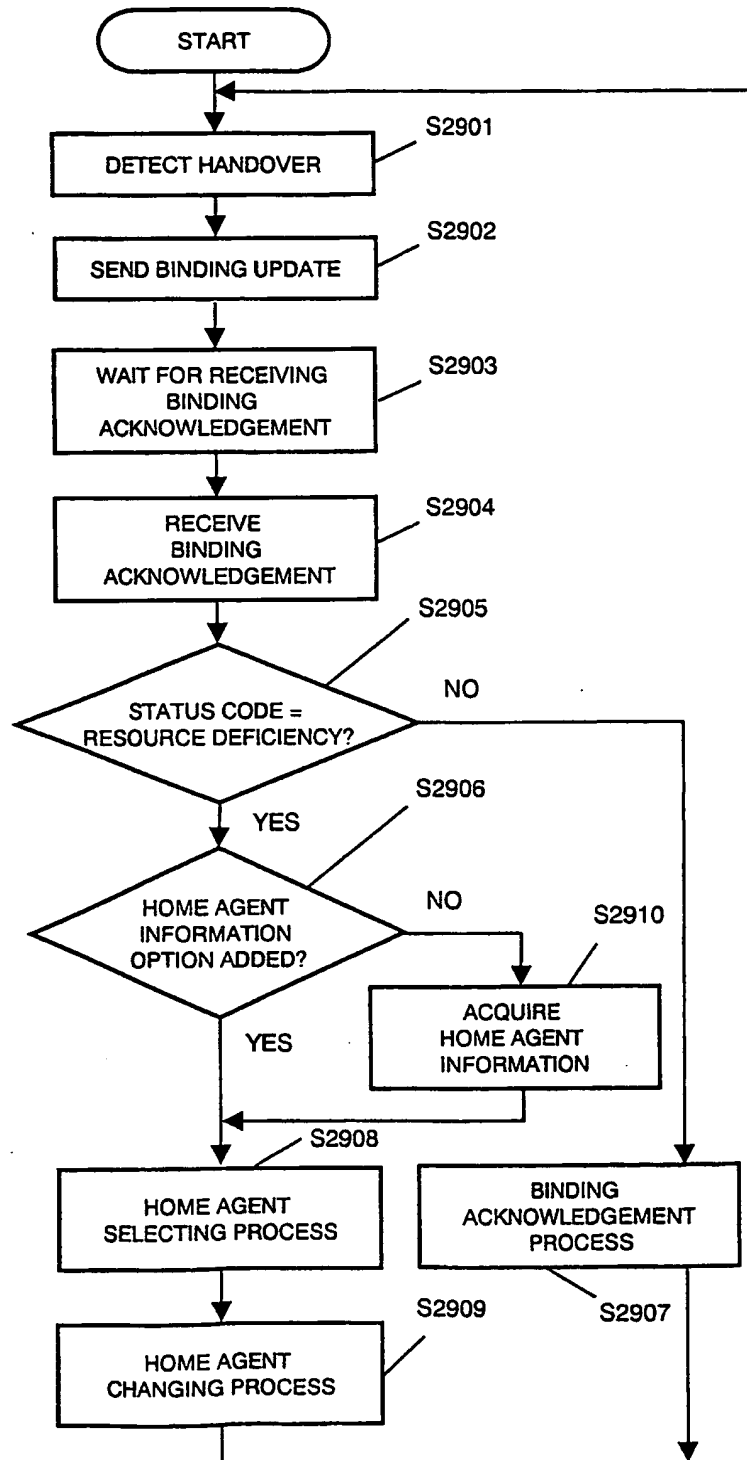 START
S2901
DETECT HANDOVER
S2902
SEND BINDING UPDATE
S2903
WAIT FOR RECEIVING
BINDING
ACKNOWLEDGEMENT
S2904
RECEIVE
BINDING
ACKNOWLEDGEMENT
S2905
STATUS CODE =
RESOURCE DEFICIENCY?
NO
YES
S2906
HOME AGENT
INFORMATION
OPTION ADDED?
NO
S2910
ACQUIRE
HOME AGENT
INFORMATION
YES
S2908
HOME AGENT
SELECTING PROCESS
BINDING
ACKNOWLEDGEMENT
PROCESS
S2907
S2909
HOME AGENT
CHANGING PROCESS